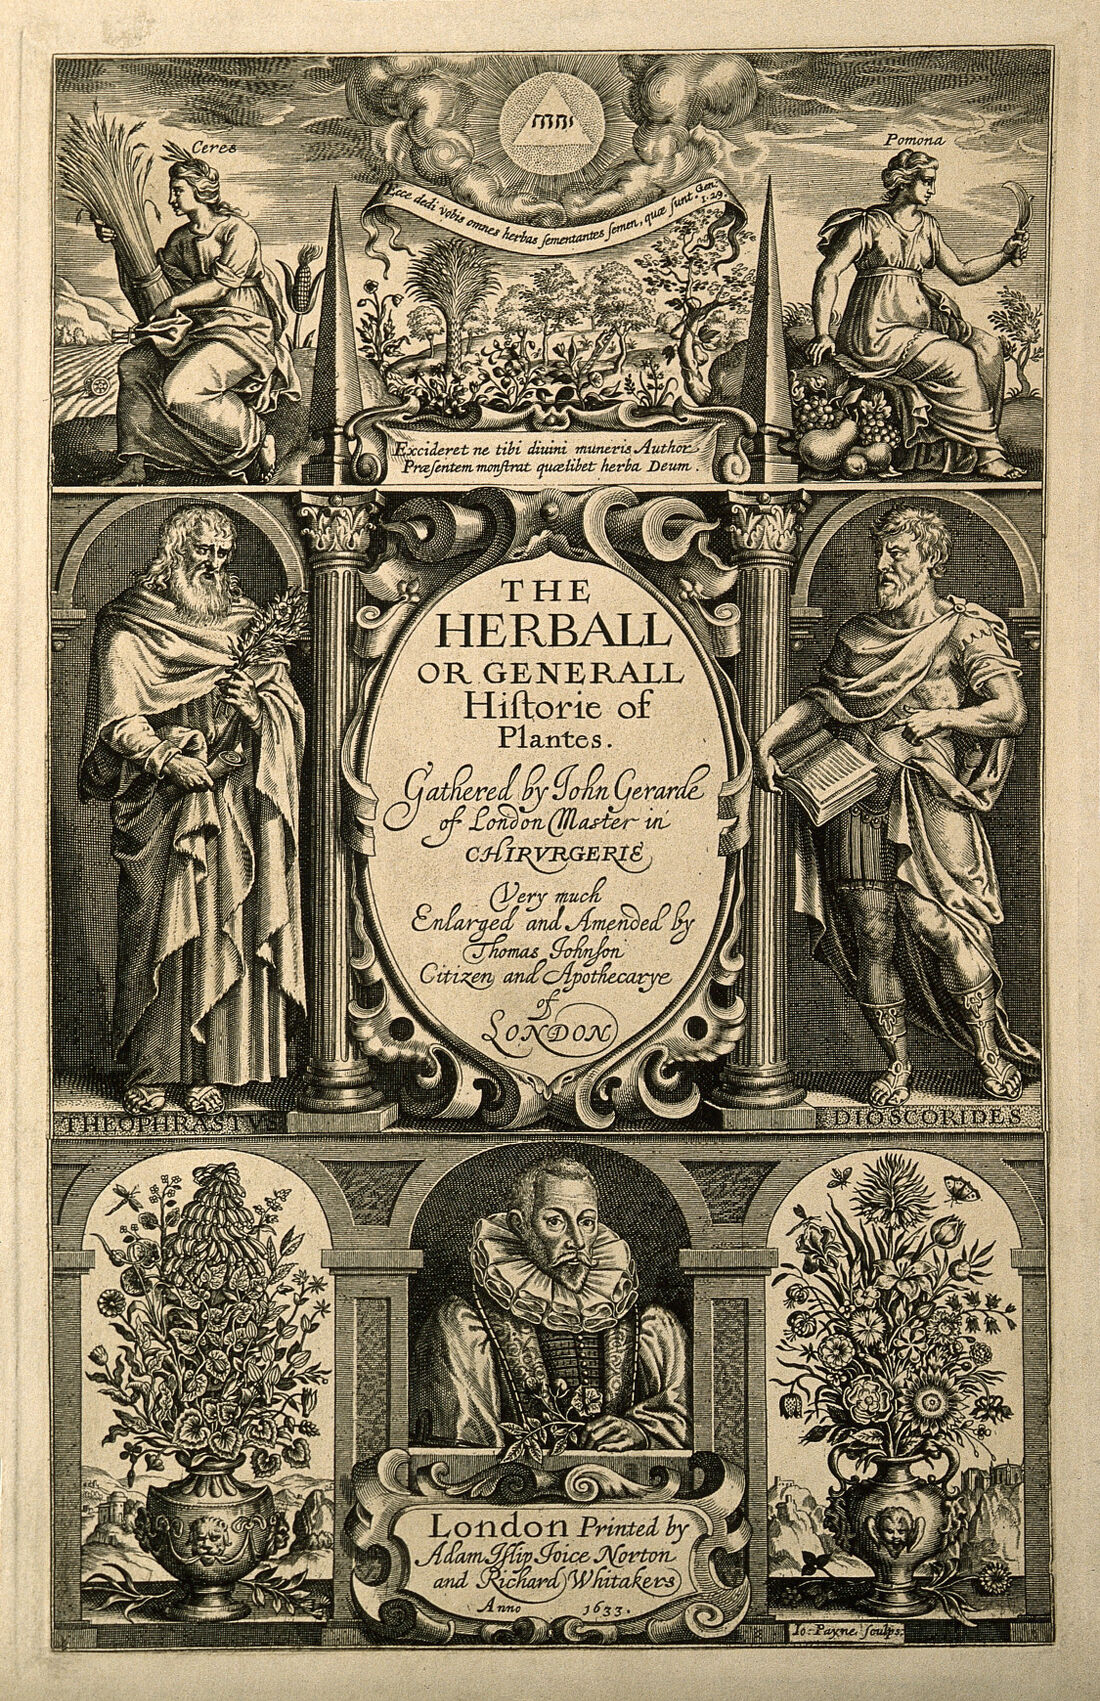 Ceres
Pomona
יהוה
Ecce dedi vobis omnes herbas ſementantes ſemen, quæ ſunt. Gen. 1.29.
Excideret ne tibi diuini muneris Author
Præſentem monſtrat quælibet herba Deum.
THE
HERBALL
OR GENERALL
Hiſtorie of
Plantes.
Gathered by John Gerarde
of London Master in
CHIRVRGERIE
Very much
Enlarged and Amended by
Thomas Johnſon
Citizen and Apothecarye
of
LONDON
THEOPHRASTVS
DIOSCORIDES
London Printed by
Adam Iſlip Joice Norton
and Richard Whitakers
Anno 1633.
Io: Payne ſculps: